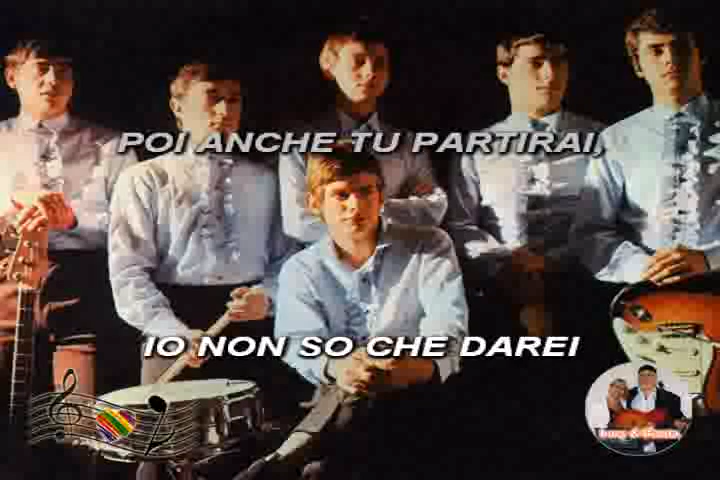 POI ANCHE TU PARTIRAI,
IO NON SO CHE DAREI